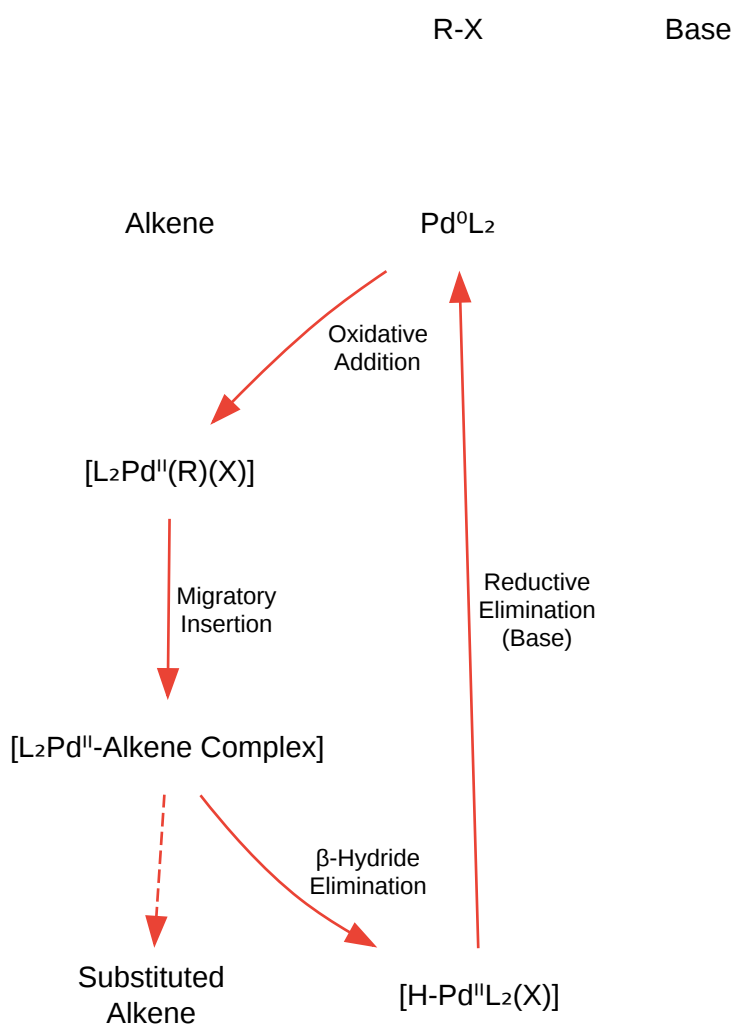 R-X
Base
Alkene
Pd⁰L₂
Oxidative
Addition
[L₂Pdᴵᴵ(R)(X)]
Migratory
Insertion
Reductive
Elimination
(Base)
[L₂Pdᴵᴵ-Alkene Complex]
β-Hydride
Elimination
Substituted
Alkene
[H-PdᴵᴵL₂(X)]